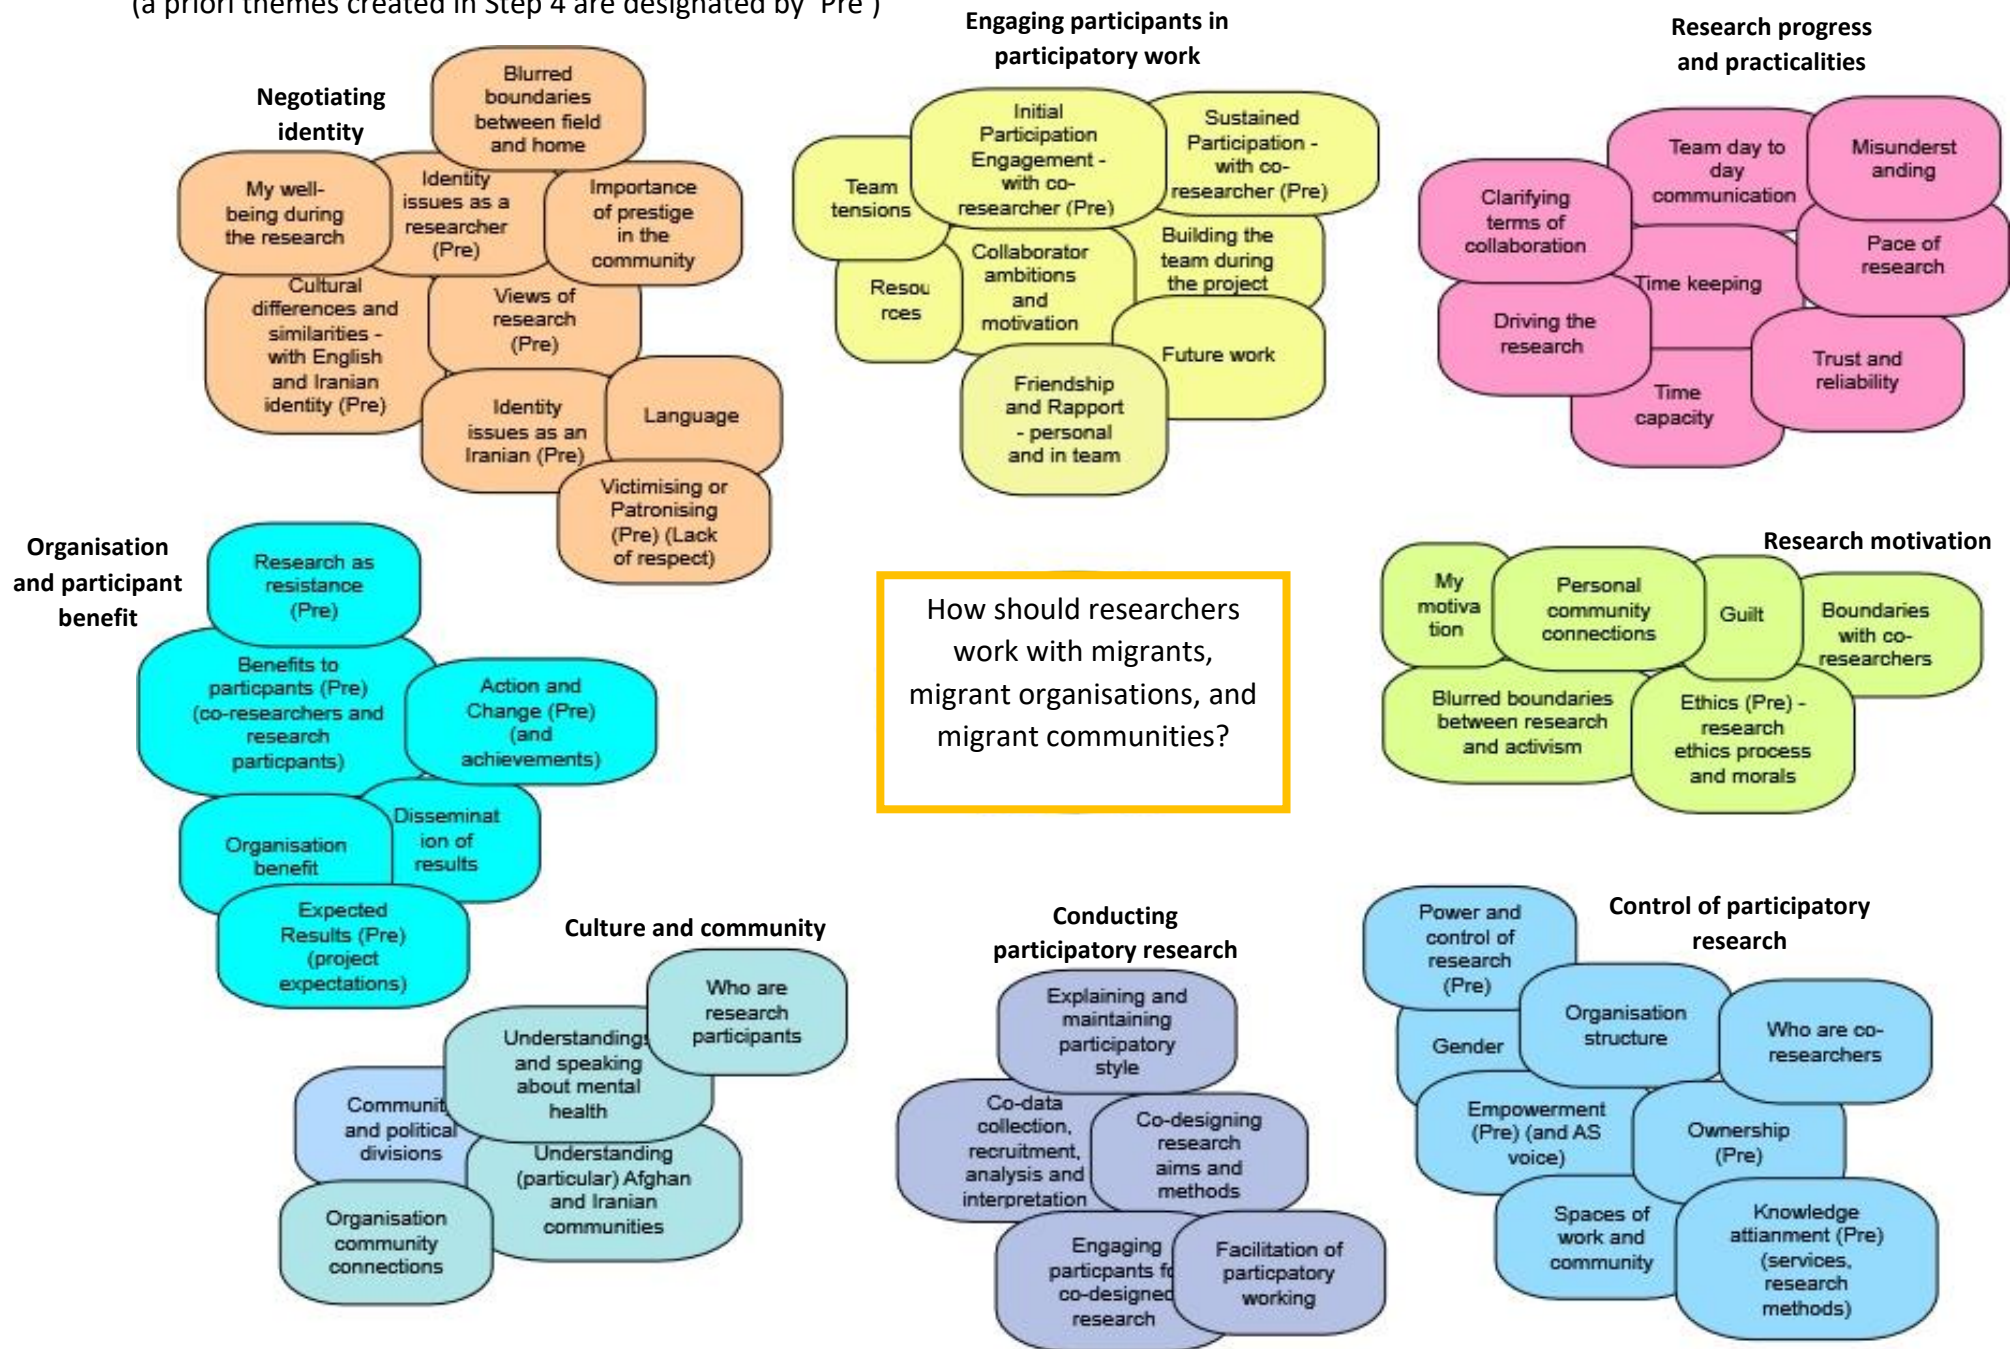 (a priori themes created in Step 4 are designated by "Pre")
Negotiating
identity
Blurred
boundaries
between field
and home
My well-
being during
the research
Identity
issues as a
researcher
(Pre)
Importance
of prestige
in the
community
Cultural
differences and
similarities -
with English
and Iranian
identity (Pre)
Views of
research
(Pre)
Identity
issues as an
Iranian (Pre)
Language
Victimising or
Patronising
(Pre) (Lack
of respect)
Engaging participants in
participatory work
Team
tensions
Initial
Participation
Engagement -
with co-
researcher (Pre)
Sustained
Participation -
with co-
researcher (Pre)
Resou
rces
Collaborator
ambitions
and
motivation
Building the
team during
the project
Future work
Friendship
and Rapport
- personal
and in team
Research progress
and practicalities
Team day to
day
communication
Misunderst
anding
Clarifying
terms of
collaboration
Pace of
research
Time keeping
Driving the
research
Trust and
reliability
Time
capacity
Organisation
and participant
benefit
Research as
resistance
(Pre)
Benefits to
particpants (Pre)
(co-researchers and
research
particpants)
Action and
Change (Pre)
(and
achievements)
Organisation
benefit
Disseminat
ion of
results
Expected
Results (Pre)
(project
expectations)
How should researchers
work with migrants,
migrant organisations, and
migrant communities?
Research motivation
My
motiva
tion
Personal
community
connections
Guilt
Boundaries
with co-
researchers
Blurred boundaries
between research
and activism
Ethics (Pre) -
research
ethics process
and morals
Culture and community
Who are
research
participants
Understandings
and speaking
about mental
health
Community
and political
divisions
Understanding
(particular) Afghan
and Iranian
communities
Organisation
community
connections
Conducting
participatory research
Explaining and
maintaining
participatory
style
Co-data
collection,
recruitment,
analysis and
interpretation
Co-designing
research
aims and
methods
Engaging
particpants for
co-designed
research
Facilitation of
particpatory
working
Control of participatory
research
Power and
control of
research
(Pre)
Organisation
structure
Who are co-
researchers
Gender
Empowerment
(Pre) (and AS
voice)
Ownership
(Pre)
Spaces of
work and
community
Knowledge
attianment (Pre)
(services,
research
methods)